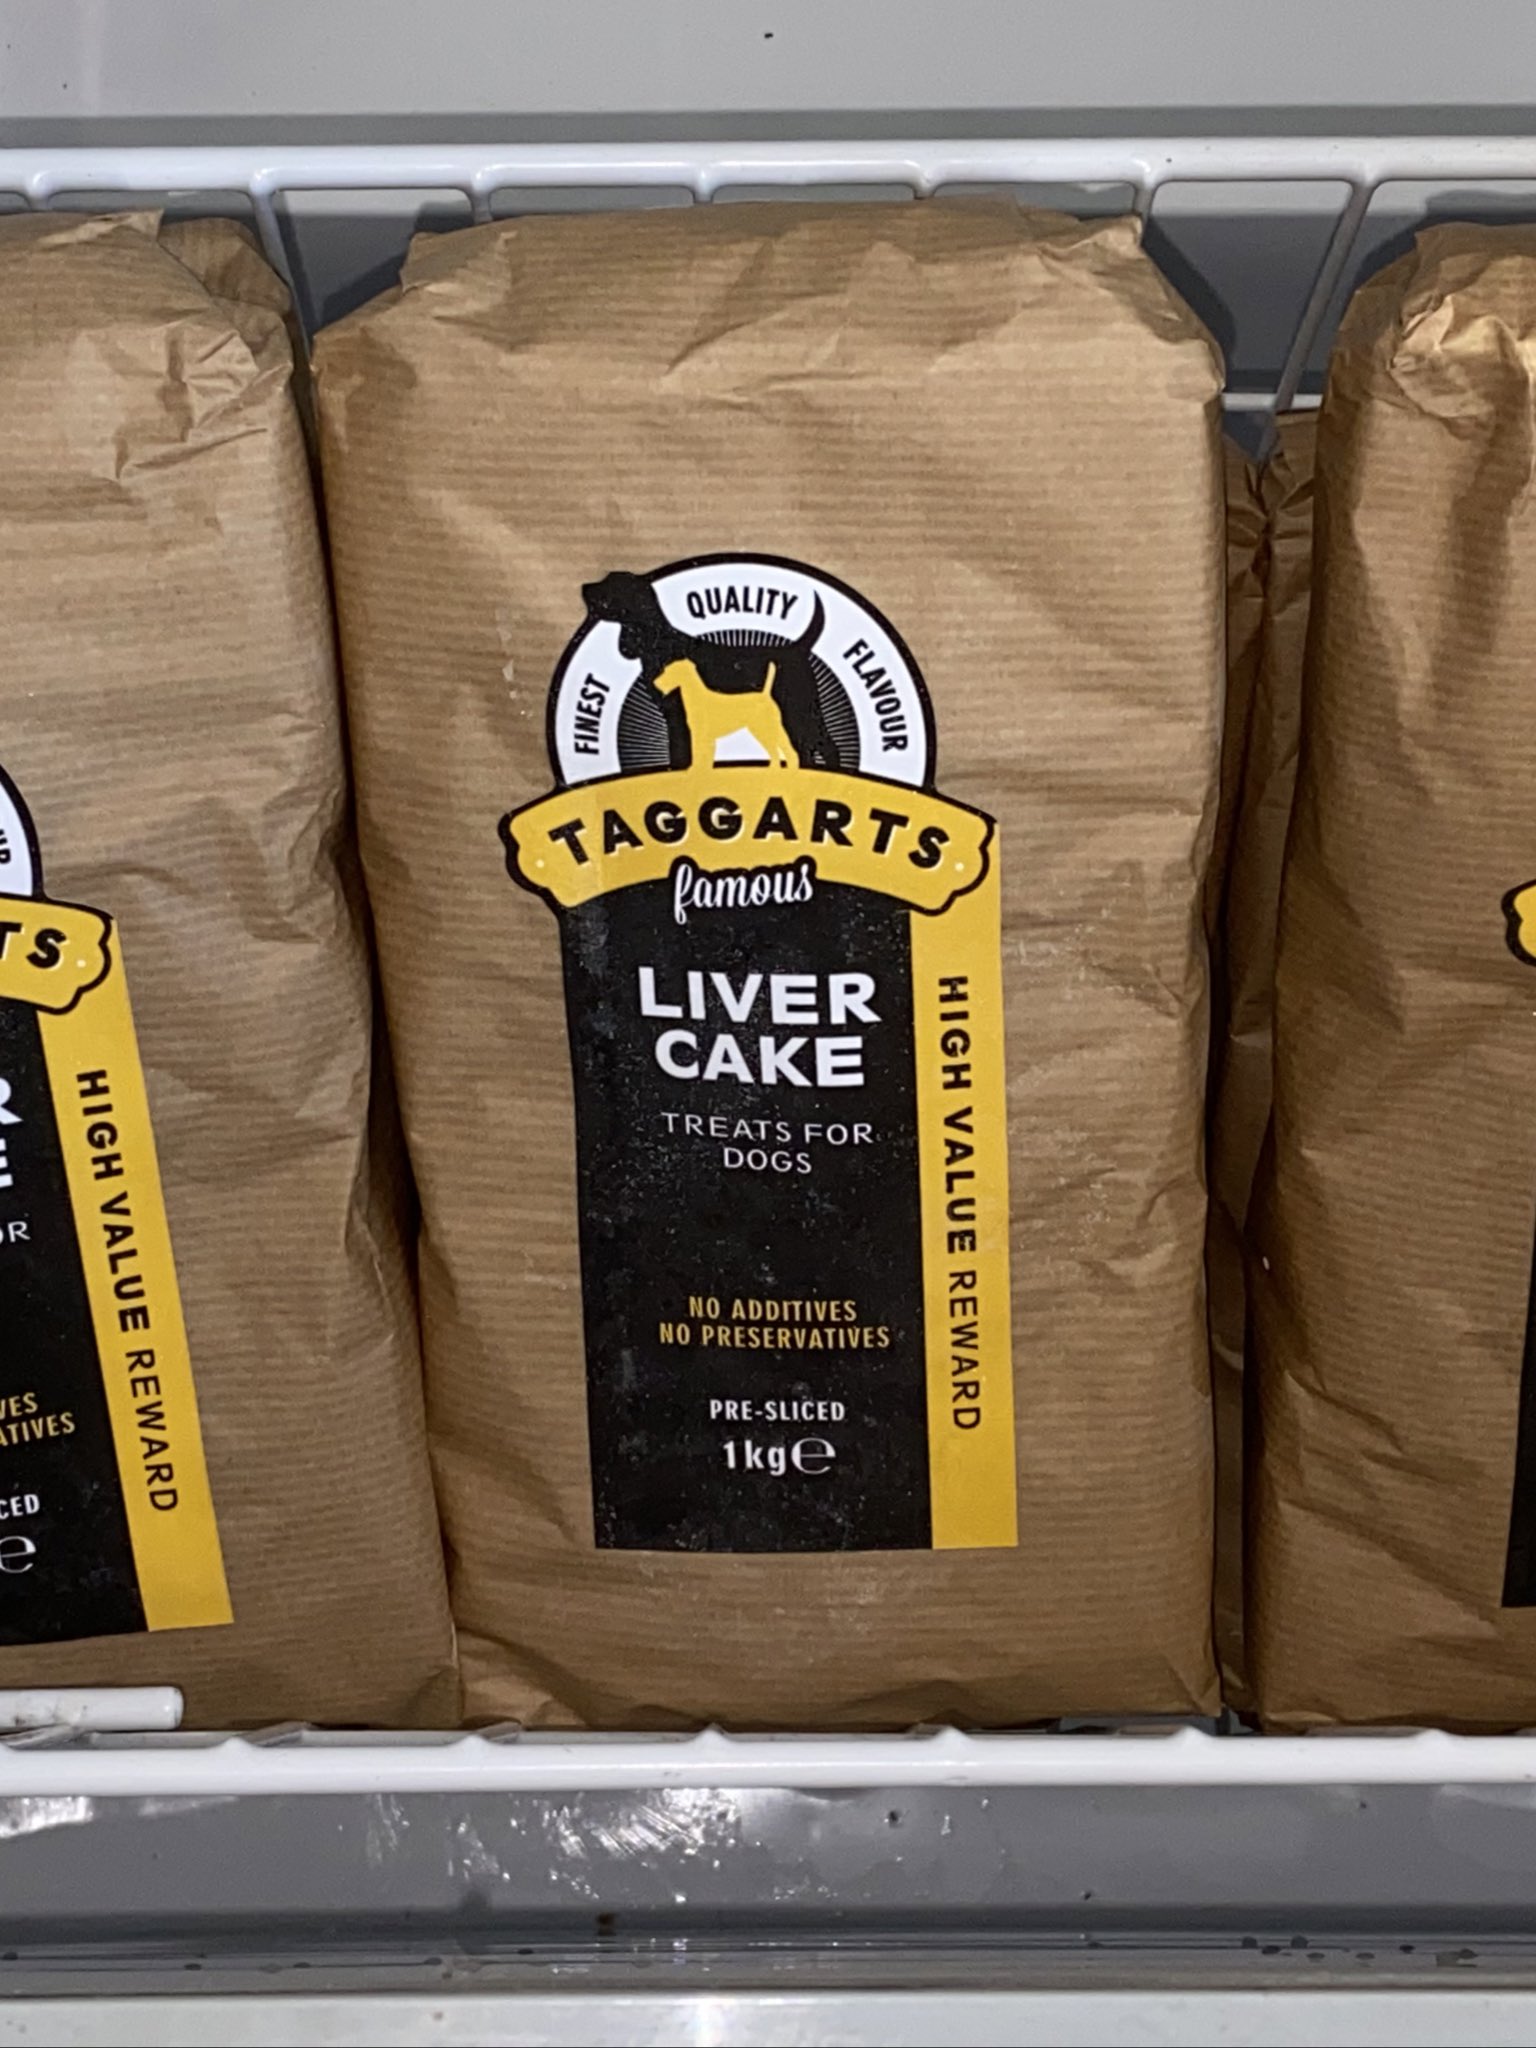 FINEST QUALITY FLAVOUR
TAGGARTS
famous
LIVER
CAKE
TREATS FOR
DOGS
NO ADDITIVES
NO PRESERVATIVES
PRE-SLICED
1kg℮
HIGH VALUE REWARD
TS
HIGH VALUE REWARD